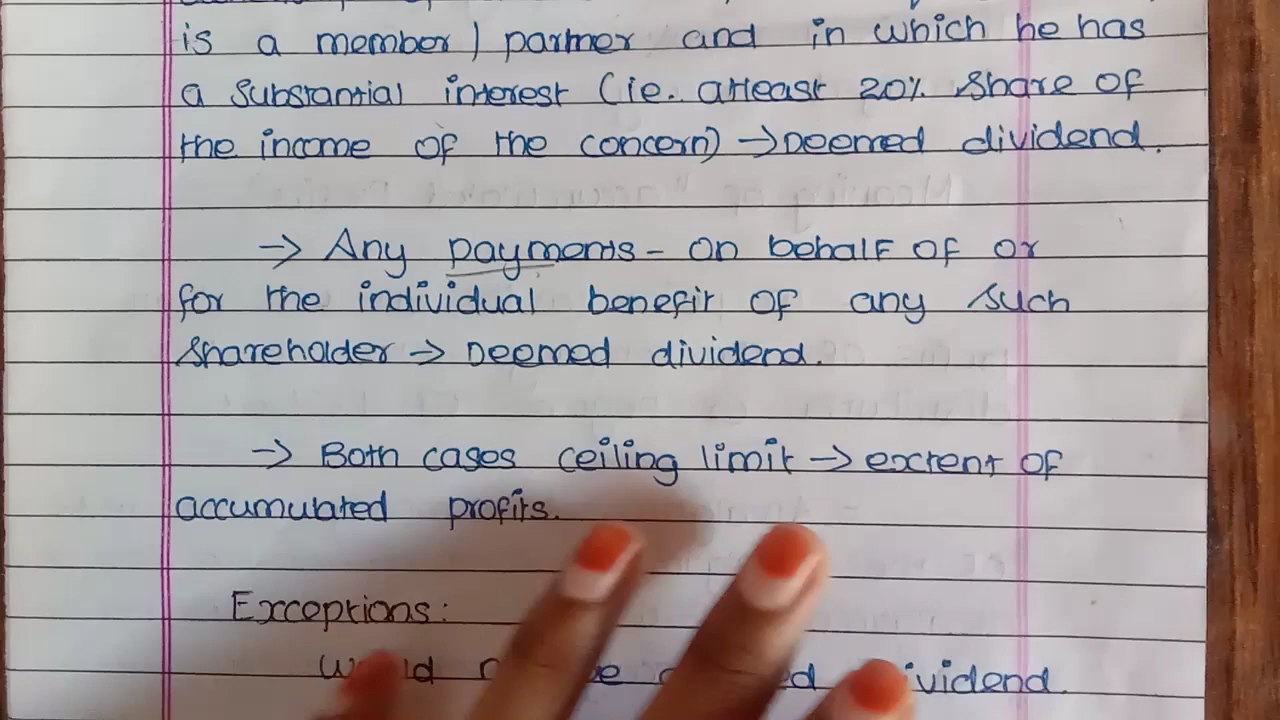 is a member) partner and in which he has
a substantial interest (ie. atleast 20% share of
the income of the concern) → Deemed dividend.
→ Any payments - on behalf of or
for the individual benefit of any such
shareholder → Deemed dividend.
→ Both cases ceiling limit → extent of
accumulated profits.
Exceptions:
dividend.